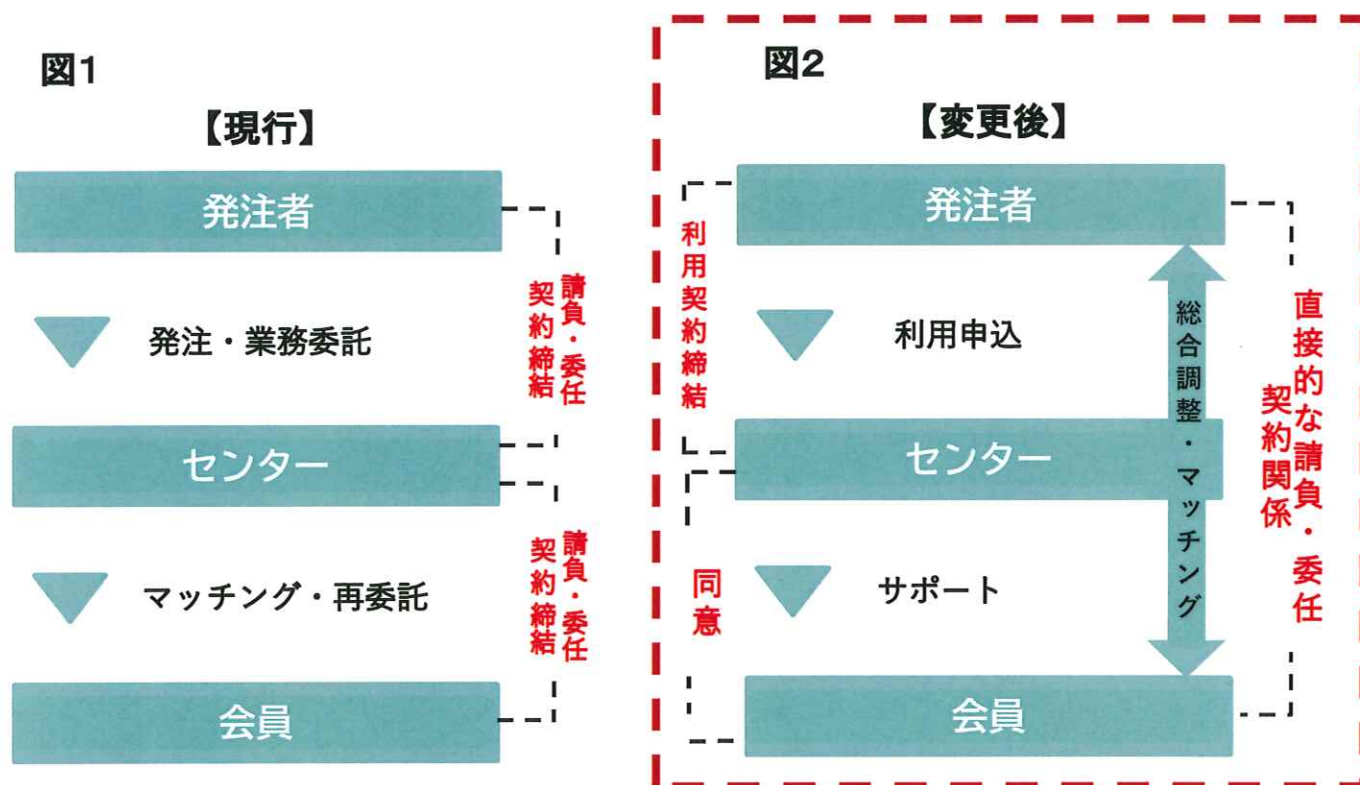 図1
【現行】
発注者
発注・業務委託
請負・委任
契約締結
センター
マッチング・再委託
請負・委任
契約締結
会員
図2
【変更後】
発注者
利用契約締結
利用申込
総合調整・マッチング
直接的な請負・委任
契約関係
センター
同意
サポート
会員